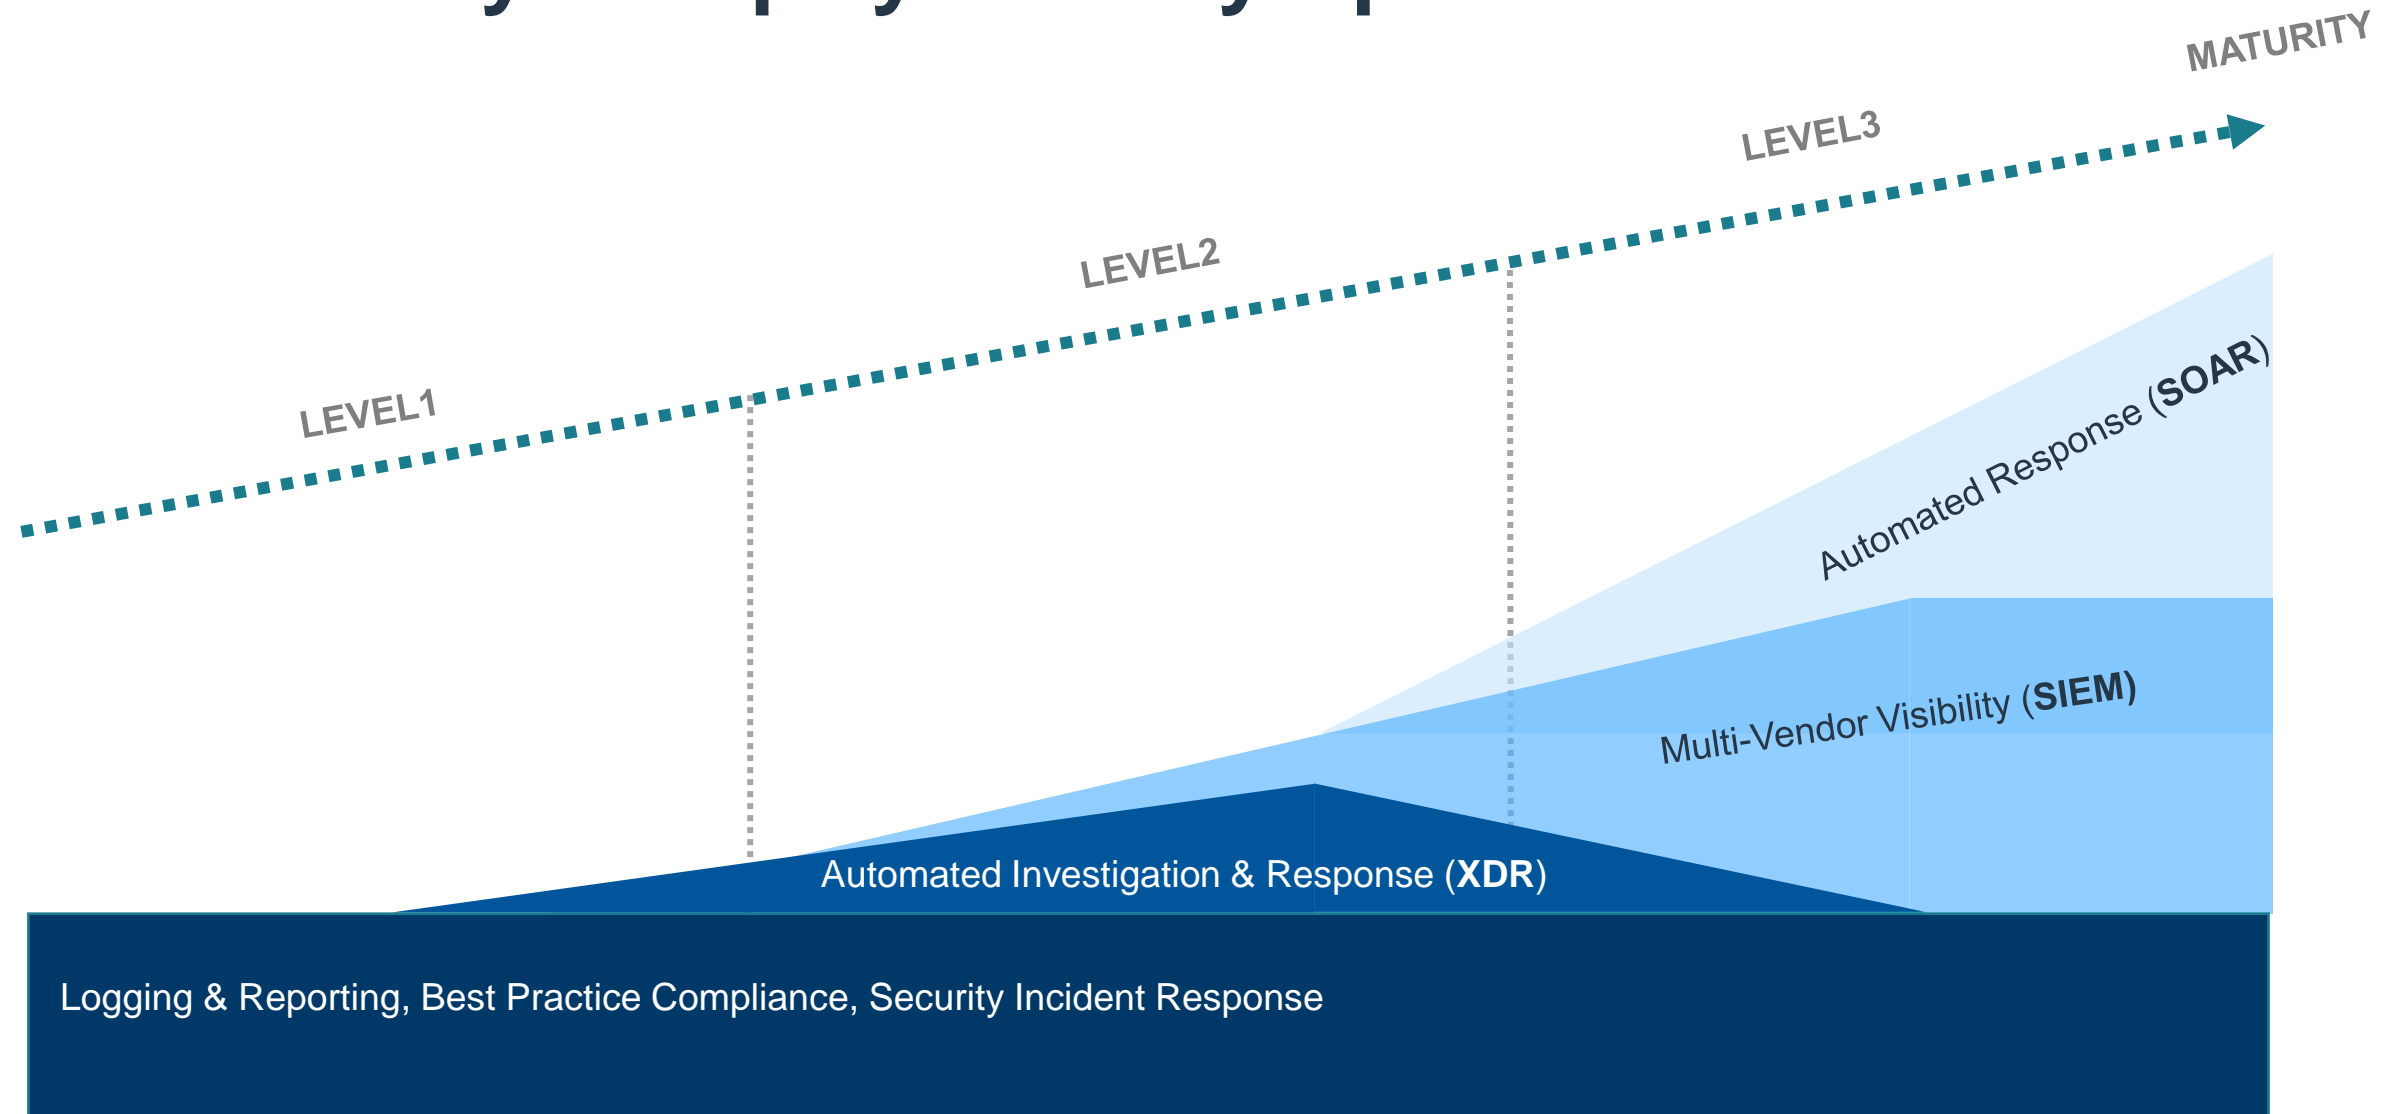 MATURITY
LEVEL3
LEVEL2
LEVEL1
Automated Response (SOAR)
Multi-Vendor Visibility (SIEM)
Automated Investigation & Response (XDR)
Logging & Reporting, Best Practice Compliance, Security Incident Response